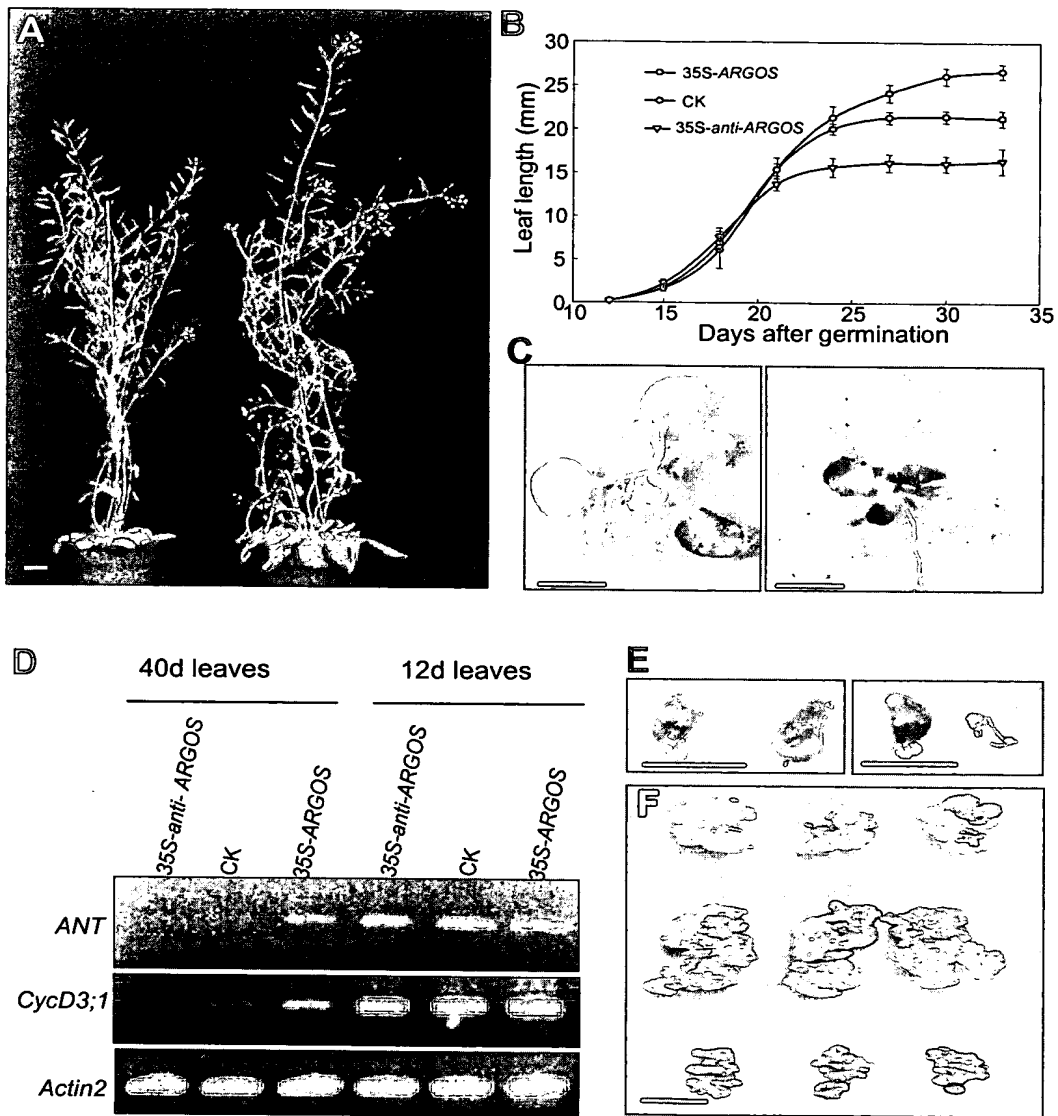 A
B
30
25
20
15
10
5
0
Leaf length (mm)
35S-ARGOS
CK
35S-anti-ARGOS
10 15 20 25 30 35
Days after germination
C
D
40d leaves 12d leaves
35S-anti- ARGOS
CK
35S-ARGOS
35S-anti-ARGOS
CK
35S-ARGOS
ANT
CycD3;1
Actin2
E
F